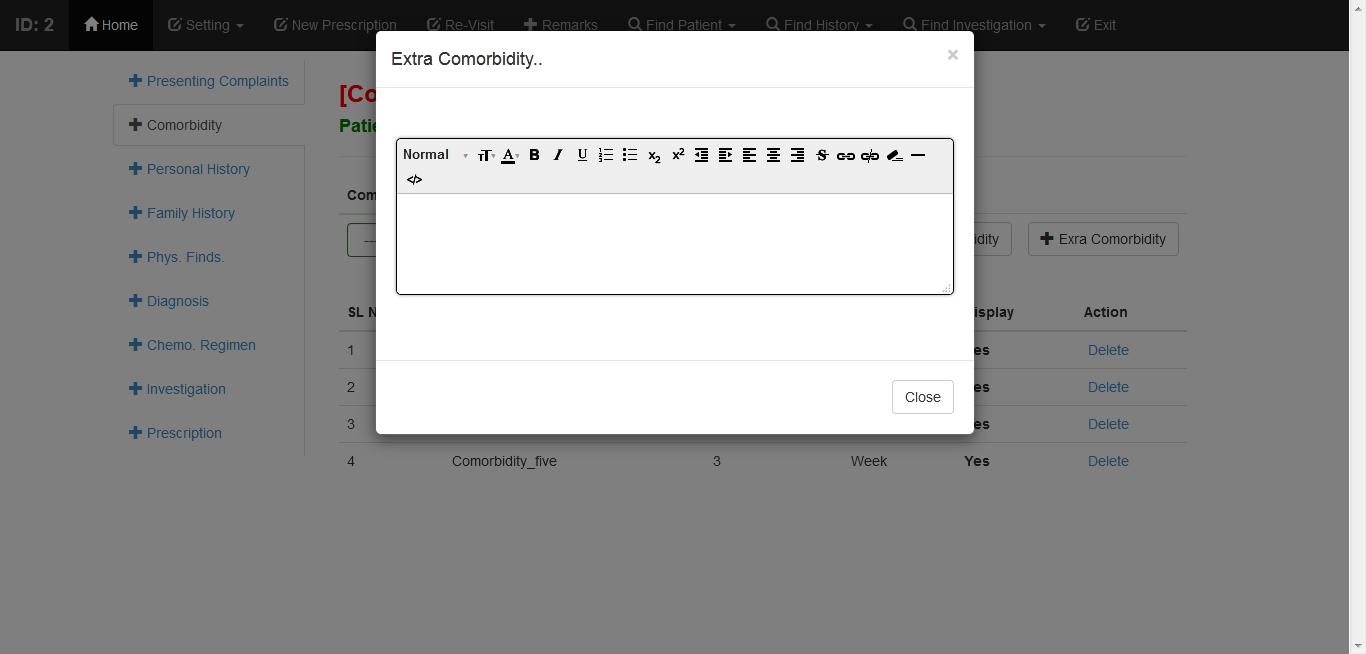 ID: 2 Home Setting New Prescription Re-Visit Remarks Find Patient Find History Find Investigation Exit
Extra Comorbidity.. ×
Presenting Complaints
Comorbidity
Personal History
Family History
Phys. Finds.
Diagnosis
Chemo. Regimen
Investigation
Prescription
[Co
Patie
Com
Normal TT A B I U x2 x2 S </>
idity Exra Comorbidity
SL N isplay Action
1 es Delete
2 es Delete
3 es Delete
4 Comorbidity_five 3 Week Yes Delete
Close